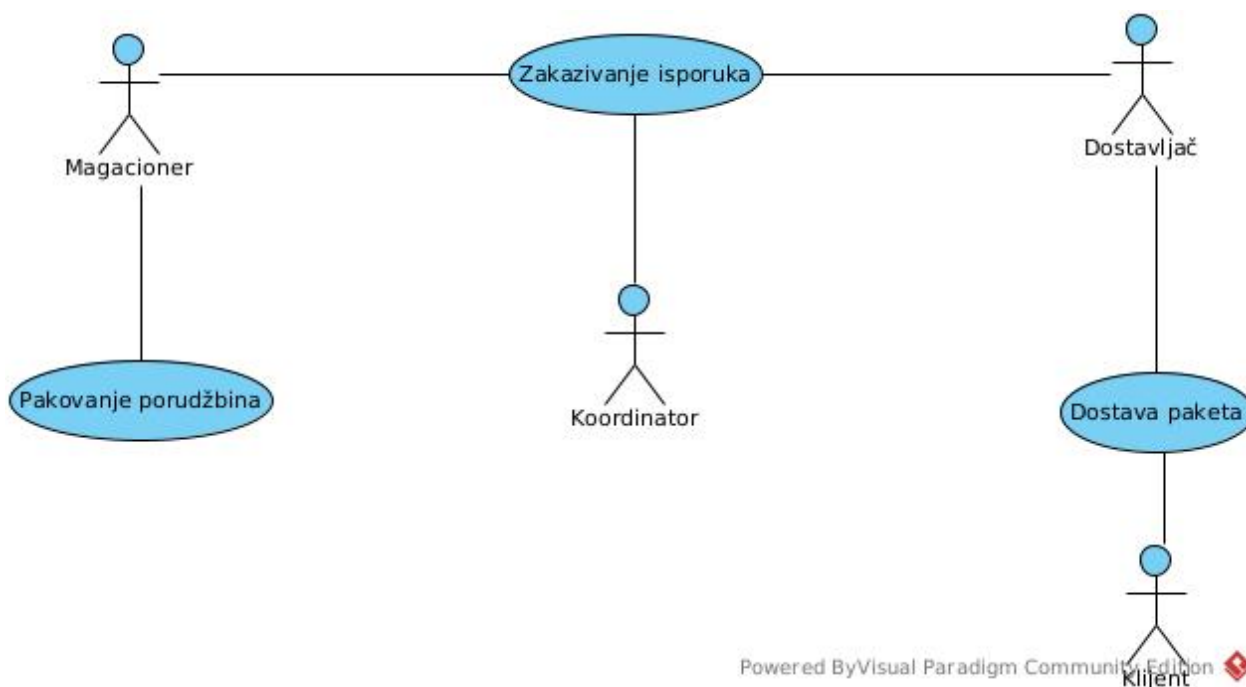 Zakazivanje isporuka
Magacioner
Dostavljač
Pakovanje porudžbina
Koordinator
Dostava paketa
Powered ByVisual Paradigm Community Edition
Klijent